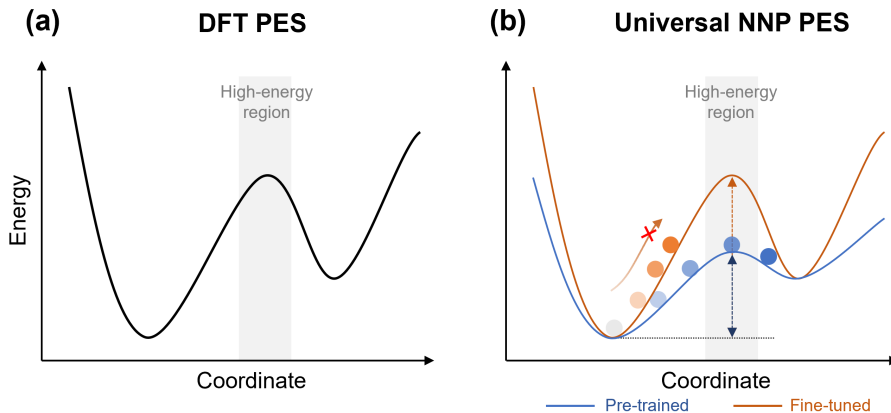 (a)
DFT PES
High-energy
region
Energy
Coordinate
(b)
Universal NNP PES
High-energy
region
Coordinate
Pre-trained
Fine-tuned